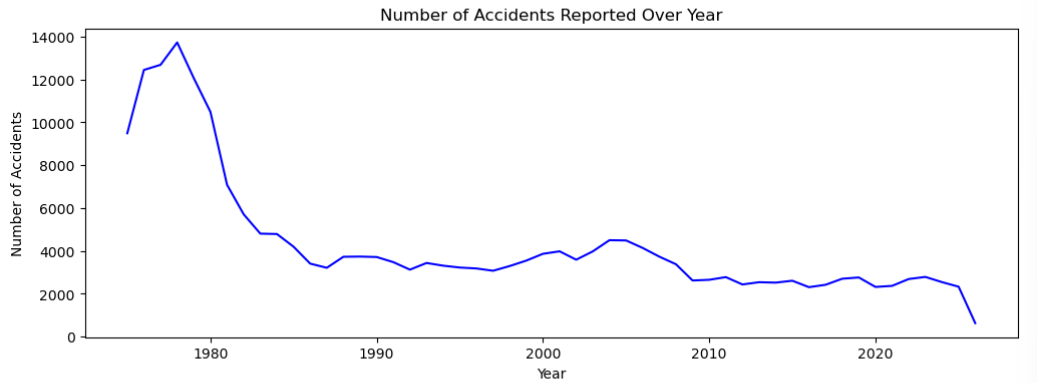 Number of Accidents Reported Over Year
14000
12000
10000
8000
6000
4000
2000
0
Number of Accidents
1980 1990 2000 2010 2020
Year